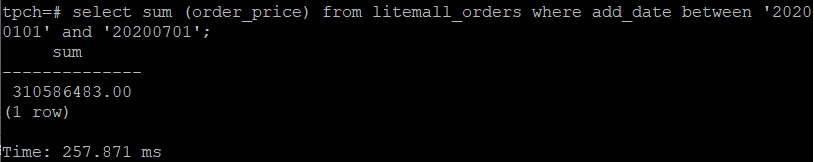 tpch=# select sum (order_price) from litemall_orders where add_date between '2020
0101' and '20200701';
sum
--------------
310586483.00
(1 row)
Time: 257.871 ms